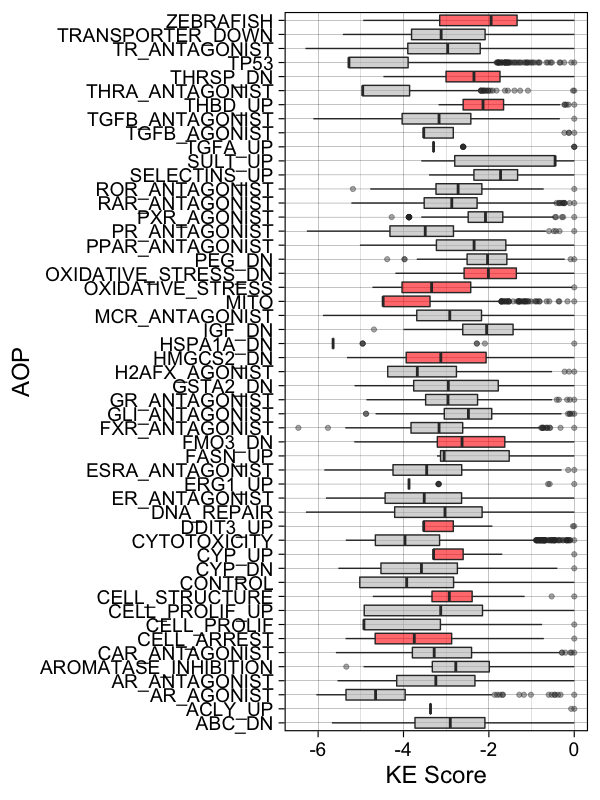 ZEBRAFISH
TRANSPORTER_DOWN
TR_ANTAGONIST
TP53
THRSP_DN
THRA_ANTAGONIST
THBD_UP
TGFB_ANTAGONIST
TGFB_AGONIST
TGFA_UP
SULT_UP
SELECTINS_UP
ROR_ANTAGONIST
RAR_ANTAGONIST
PXR_AGONIST
PR_ANTAGONIST
PPAR_ANTAGONIST
PEG_DN
OXIDATIVE_STRESS_DN
OXIDATIVE_STRESS
MITO
MCR_ANTAGONIST
IGF_DN
HSPA1A_DN
HMGCS2_DN
H2AFX_AGONIST
GSTA2_DN
GR_ANTAGONIST
GLI_ANTAGONIST
FXR_ANTAGONIST
FMO3_DN
FASN_UP
ESRA_ANTAGONIST
ERG1_UP
ER_ANTAGONIST
DNA_REPAIR
DDIT3_UP
CYTOTOXICITY
CYP_UP
CYP_DN
CONTROL
CELL_STRUCTURE
CELL_PROLIF_UP
CELL_PROLIF
CELL_ARREST
CAR_ANTAGONIST
AROMATASE_INHIBITION
AR_ANTAGONIST
AR_AGONIST
ACLY_UP
ABC_DN
AOP
-6 -4 -2 0
KE Score